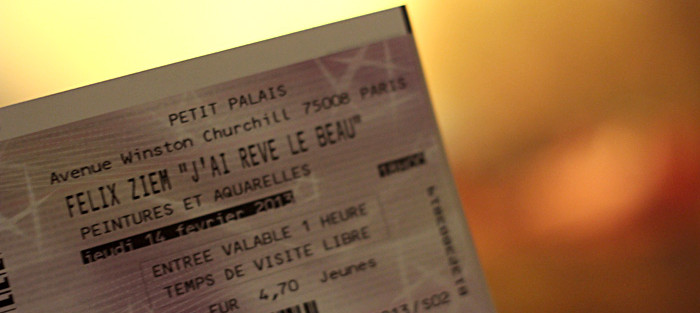 PETIT PALAIS
Avenue Winston Churchill 75008 PARIS
FELIX ZIEM "J'AI REVE LE BEAU"
PEINTURES ET AQUARELLES
jeudi 14 février 2013
ENTREE VALABLE 1 HEURE
TEMPS DE VISITE LIBRE
EUR 4,70 Jeunes